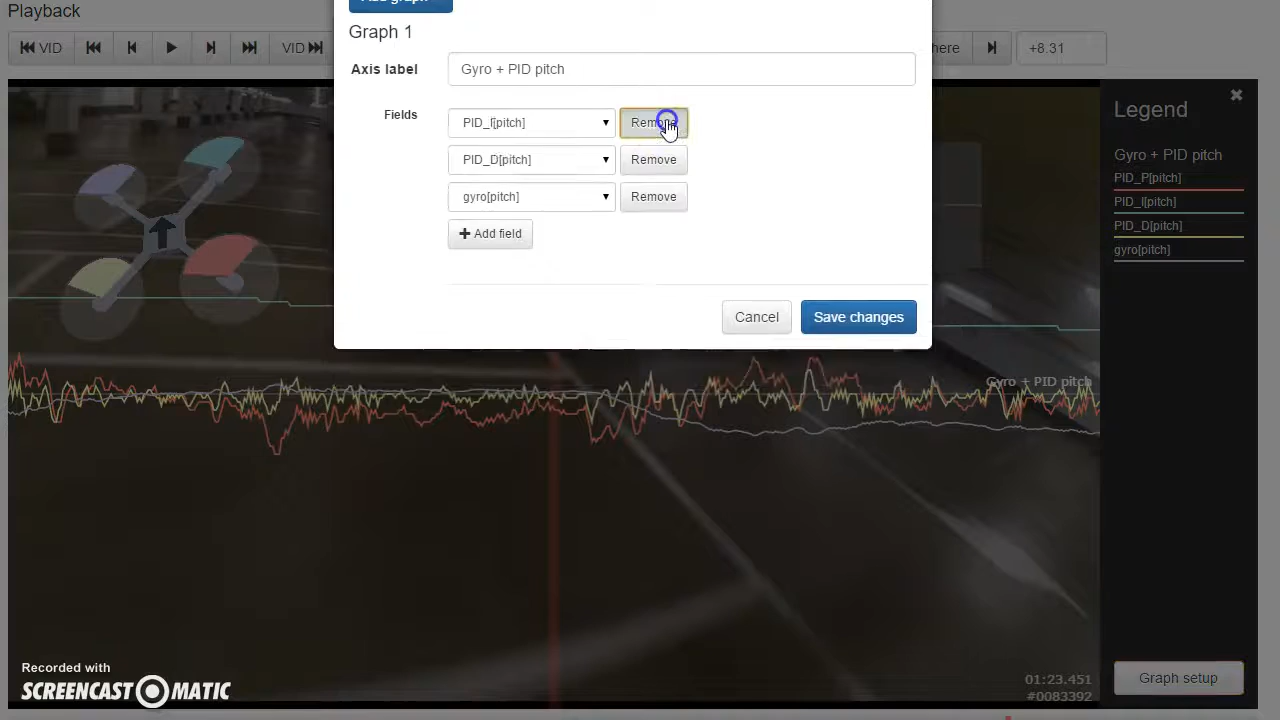 Playback
Add graph
Graph 1
VID
VID
here
+8.31
Axis label
Gyro + PID pitch
Fields
PID_I[pitch]
Remove
PID_D[pitch]
Remove
gyro[pitch]
Remove
Add field
Cancel
Save changes
Legend
Gyro + PID pitch
PID_P[pitch]
PID_I[pitch]
PID_D[pitch]
gyro[pitch]
Gyro + PID pitch
Recorded with
SCREENCAST MATIC
01:23.451
#0083392
Graph setup